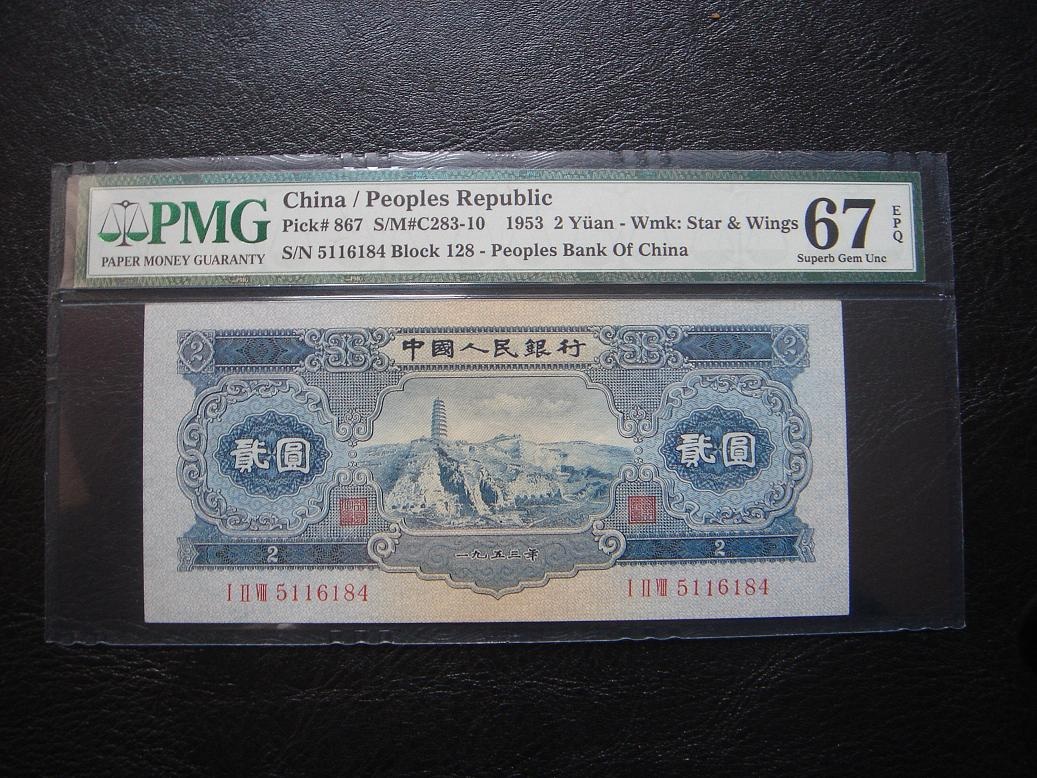 PMG
PAPER MONEY GUARANTY
China / Peoples Republic
Pick# 867 S/M#C283-10 1953 2 Yüan - Wmk: Star & Wings
S/N 5116184 Block 128 - Peoples Bank Of China
67
EPQ
Superb Gem Unc
2
中國人民銀行
2
貳圓
貳圓
2
一九五三年
2
I II VIII 5116184
I II VIII 5116184